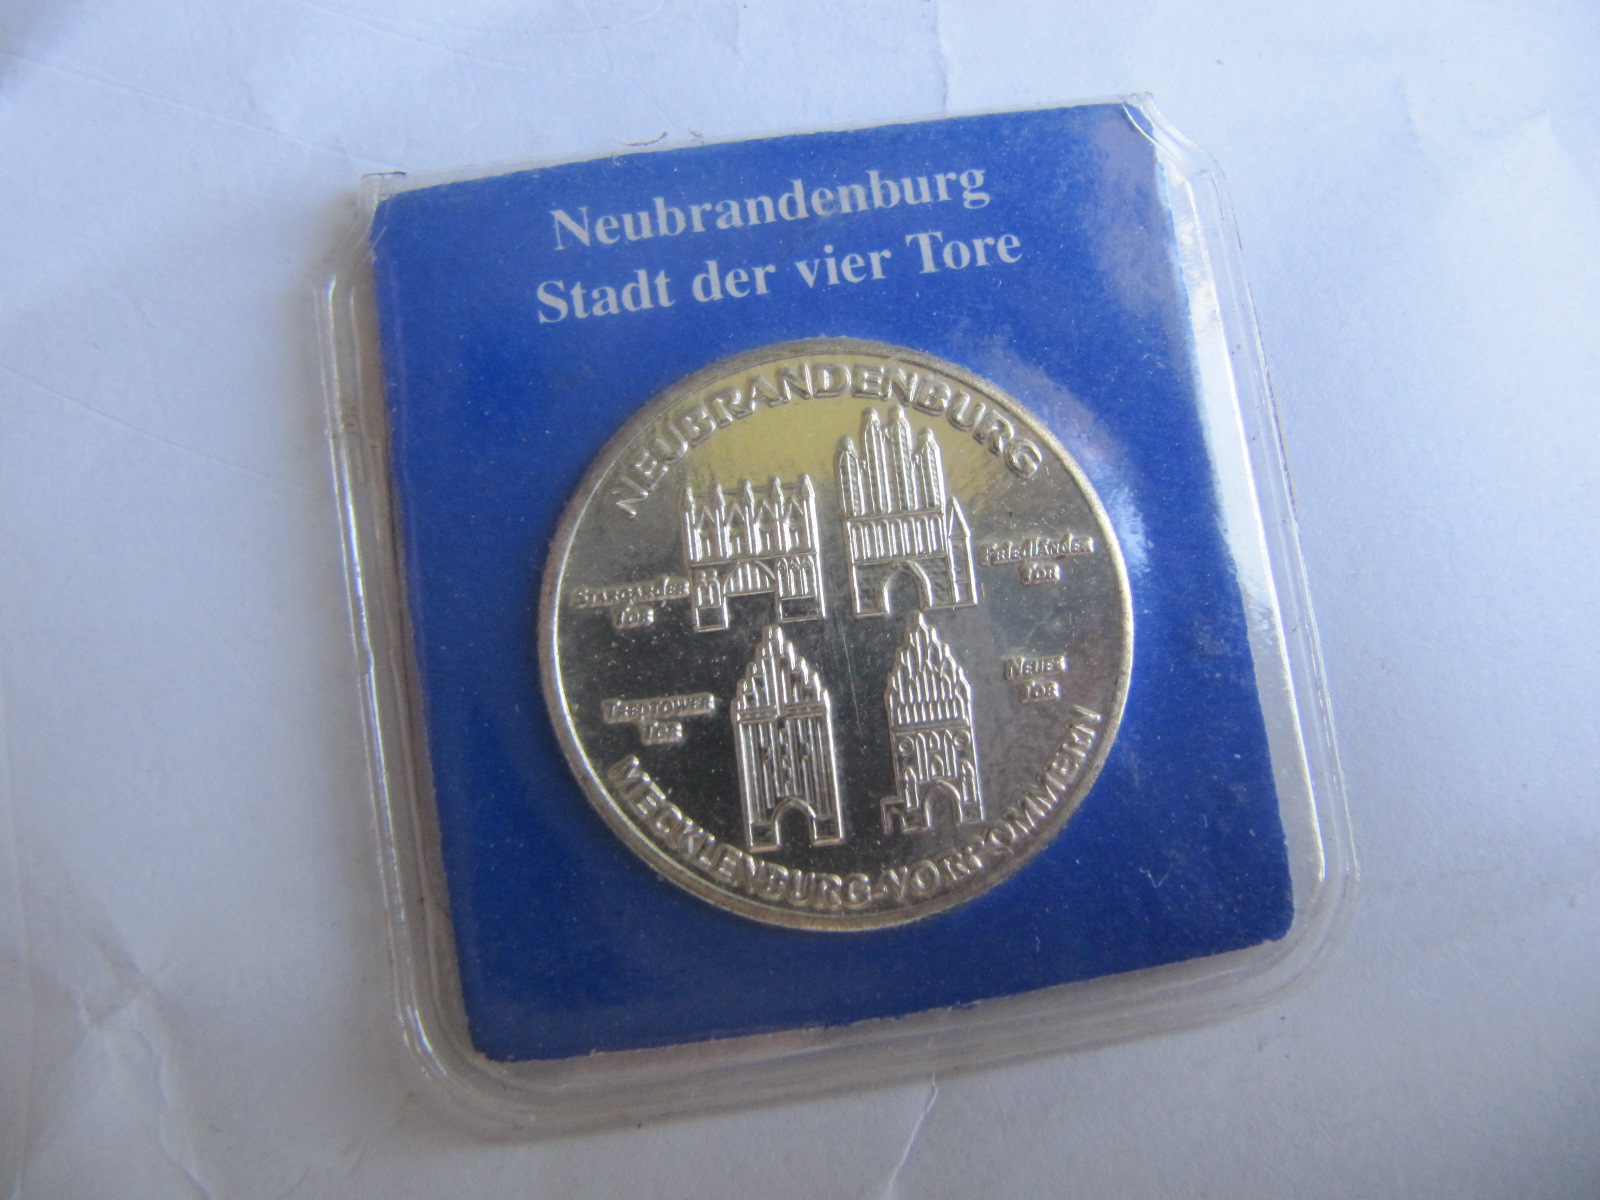 Neubrandenburg
Stadt der vier Tore
NEUBRANDENBURG
STARGARDER
TOR
FRIEDLÄNDER
TOR
TREPTOWER
TOR
NEUES
TOR
MECKLENBURG-VORPOMMERN